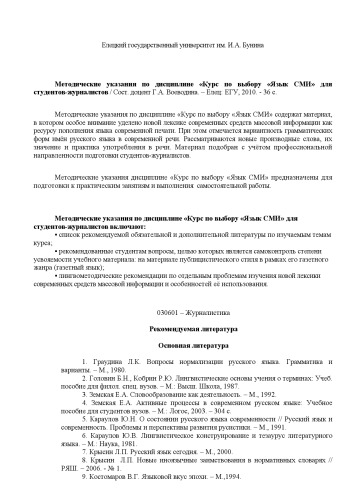 Елецкий государственный университет им. И.А. Бунина
Методические указания по дисциплине «Курс по выбору «Язык СМИ» для
студентов-журналистов / Сост. доцент Г.А. Воеводина. – Елец: ЕГУ, 2010. - 36 с.
Методические указания по дисциплине «Курс по выбору «Язык СМИ» содержат материал,
в котором особое внимание уделено новой лексике современных средств массовой информации как
ресурсу пополнения языка современной печати. При этом отмечается вариантность грамматических
форм имён русского языка в современной речи. Рассматриваются новые производные слова, их
значение и практика употребления в речи. Материал подобран с учётом профессиональной
направленности подготовки студентов-журналистов.
Методические указания дисциплине «Курс по выбору «Язык СМИ» предназначены для
подготовки к практическим занятиям и выполнения самостоятельной работы.
Методические указания по дисциплине «Курс по выбору «Язык СМИ» для
студентов-журналистов включают:
• список рекомендуемой обязательной и дополнительной литературы по изучаемым темам
курса;
• рекомендованные студентам вопросы, целью которых является самоконтроль степени
усвояемости учебного материала: на материале публицистического стиля в рамках его газетного
жанра (газетный язык);
• лингвометодические рекомендации по отдельным проблемам изучения новой лексики
современных средств массовой информации и особенностей её использования.
030601 – Журналистика
Рекомендуемая литература
Основная литература
1. Граудина Л.К. Вопросы нормализации русского языка. Грамматика и
варианты. – М., 1980.
2. Головин Б.Н., Кобрин Р.Ю. Лингвистические основы учения о терминах: Учеб.
пособие для филол. спец. вузов. – М.: Высш. Школа, 1987.
3. Земская Е.А. Словообразование как деятельность. – М., 1992.
4. Земская Е.А. Активные процессы в современном русском языке: Учебное
пособие для студентов вузов. – М.: Логос, 2003. – 304 с.
5. Караулов Ю.Н. О состоянии русского языка современности // Русский язык и
современность. Проблемы и перспективы развития русистики. – М., 1991.
6. Караулов Ю.В. Лингвистическое конструирование и тезаурус литературного
языка. – М.: Наука, 1981.
7. Крысин Л.П. Русский язык сегодня. – М., 2000.
8. Крысин Л.П. Новые иноязычные заимствования в нормативных словарях //
РЯШ. – 2006. - № 1.
9. Костомаров В.Г. Языковой вкус эпохи. – М.,1994.